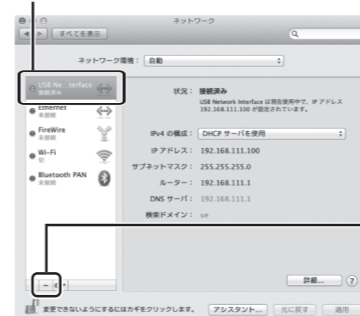 ネットワーク
すべてを表示
ネットワーク環境： 自動
USB Ne...terface
接続済み
Ethernet
未接続
FireWire
未接続
Wi-Fi
切
Bluetooth PAN
未接続
状況： 接続済み
USB Network Interface は現在使用中で、IP アドレス
192.168.111.100 が設定されています。
IPv4 の構成： DHCP サーバを使用
IP アドレス： 192.168.111.100
サブネットマスク： 255.255.255.0
ルーター： 192.168.111.1
DNS サーバ： 192.168.111.1
検索ドメイン： ue
詳細... ?
変更できないようにするにはカギをクリックします。
アシスタント... 元に戻す 適用